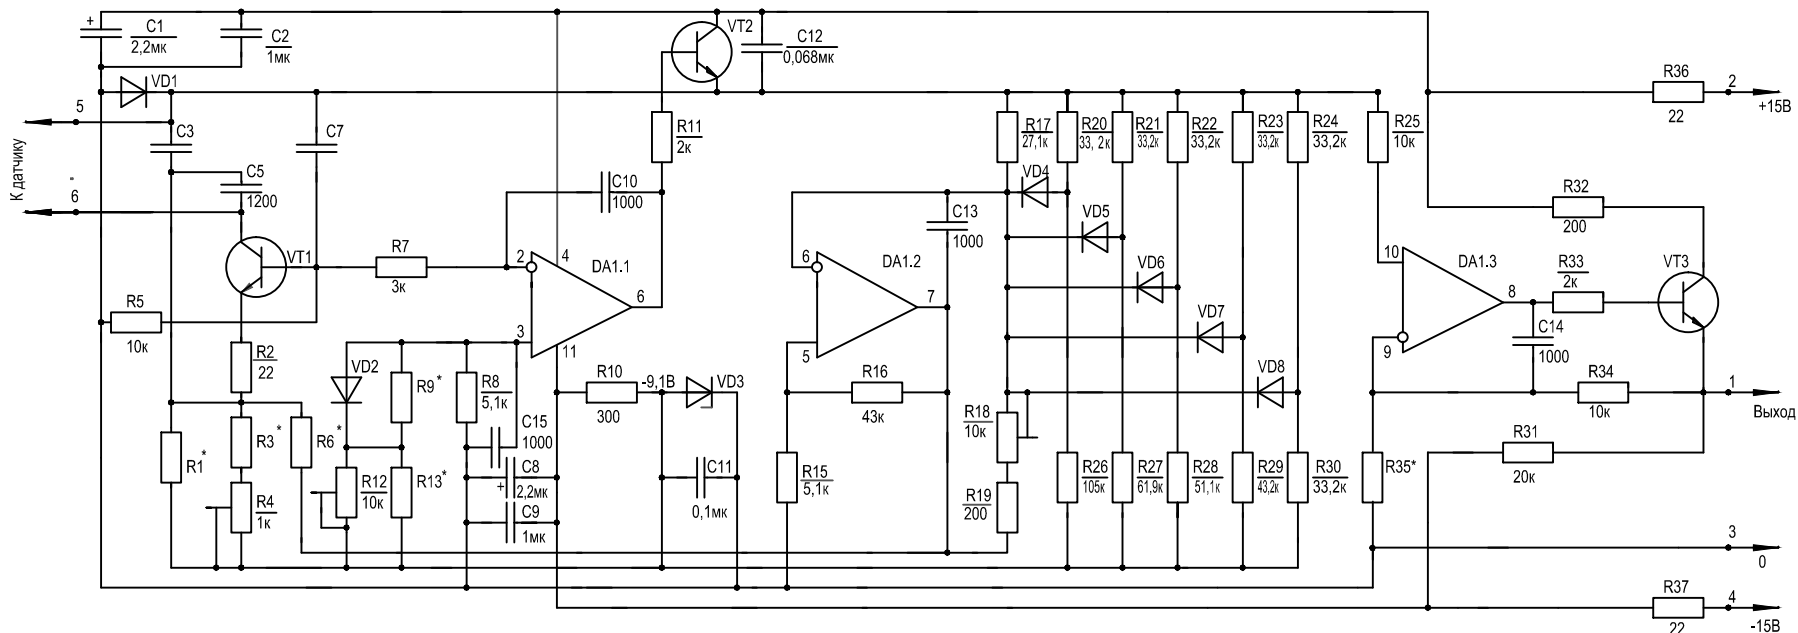 + C1
2,2мк
C2
1мк
VT2
C12
0,068мк
VD1
5
К датчику
6
C3
C5
1200
C7
VT1
R5
10к
R2
22
R1*
R3*
R4
1к
R6*
R7
3к
C10
1000
R11
2к
2
4
DA1.1
6
3
11
VD2
R9*
R12
10к
R13*
R8
5,1к
C15
1000
C8
+ 2,2мк
C9
1мк
R10
300
-9,1В
VD3
C11
0,1мк
6
DA1.2
7
5
C13
1000
R16
43к
R15
5,1к
R17
27,1к
R20
33, 2к
R21
33,2к
R22
33,2к
R23
33,2к
R24
33,2к
R25
10к
VD4
VD5
VD6
VD7
VD8
R18
10к
R19
200
R26
105к
R27
61,9к
R28
51,1к
R29
43,2к
R30
33,2к
10
DA1.3
8
9
R32
200
R33
2к
VT3
C14
1000
R34
10к
R31
20к
R35*
R36
22
2
+15В
1
Выход
3
0
R37
22
4
-15В